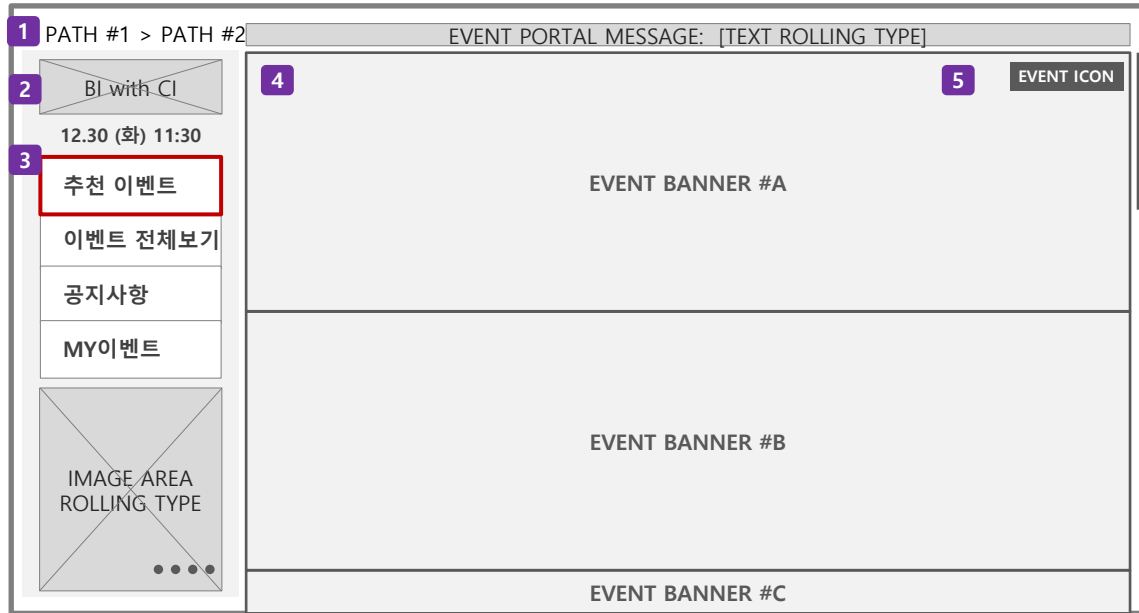 1 PATH #1 > PATH #2
EVENT PORTAL MESSAGE: [TEXT ROLLING TYPE]
2 BI with CI
12.30 (화) 11:30
3
추천 이벤트
이벤트 전체보기
공지사항
MY이벤트
IMAGE AREA
ROLLING TYPE
4
5 EVENT ICON
EVENT BANNER #A
EVENT BANNER #B
EVENT BANNER #C